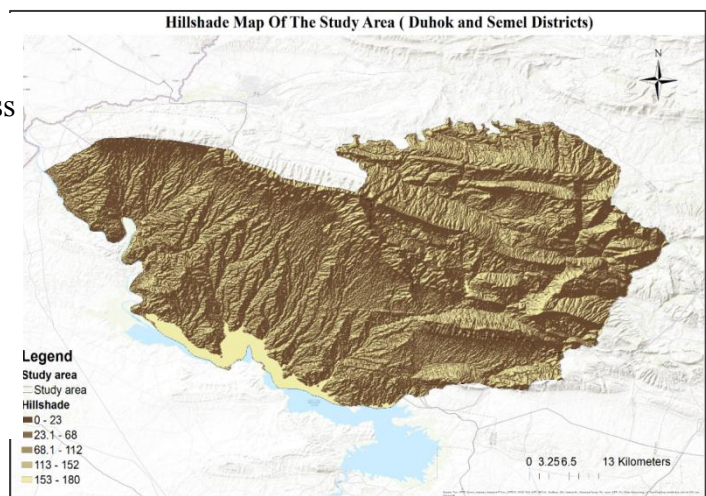 Hillshade Map Of The Study Area ( Duhok and Semel Districts)
N
ss
Legend
Study area
Study area
Hillshade
0 - 23
23.1 - 68
68.1 - 112
113 - 152
153 - 180
0 3.25 6.5 13 Kilometers